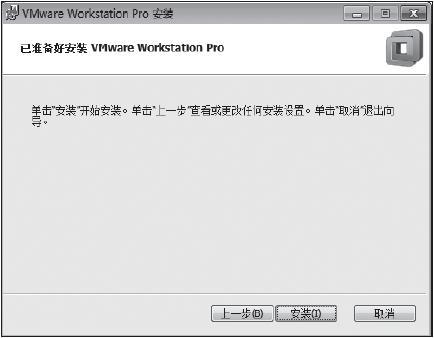 VMware Workstation Pro 安装
已准备好安装 VMware Workstation Pro
单击"安装"开始安装。单击"上一步"查看或更改任何安装设置。单击"取消"退出向
导。
上一步(B) 安装(I) 取消